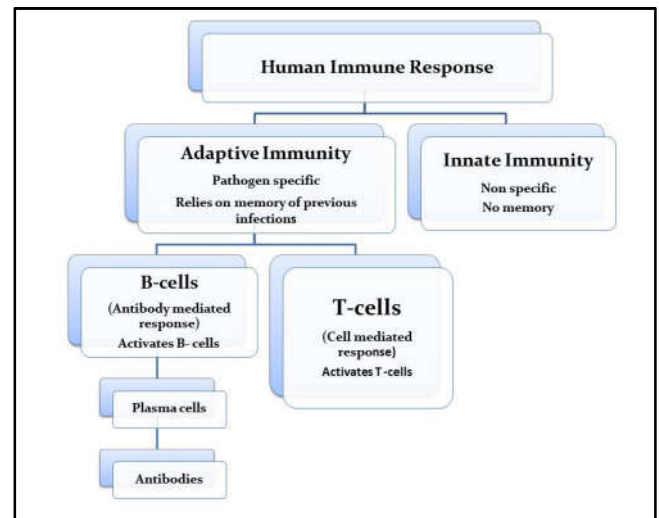 Human Immune Response
Adaptive Immunity
Pathogen specific
Relies on memory of previous
infections
Innate Immunity
Non specific
No memory
B-cells
(Antibody mediated
response)
Activates B- cells
T-cells
(Cell mediated
response)
Activates T -cells
Plasma cells
Antibodies